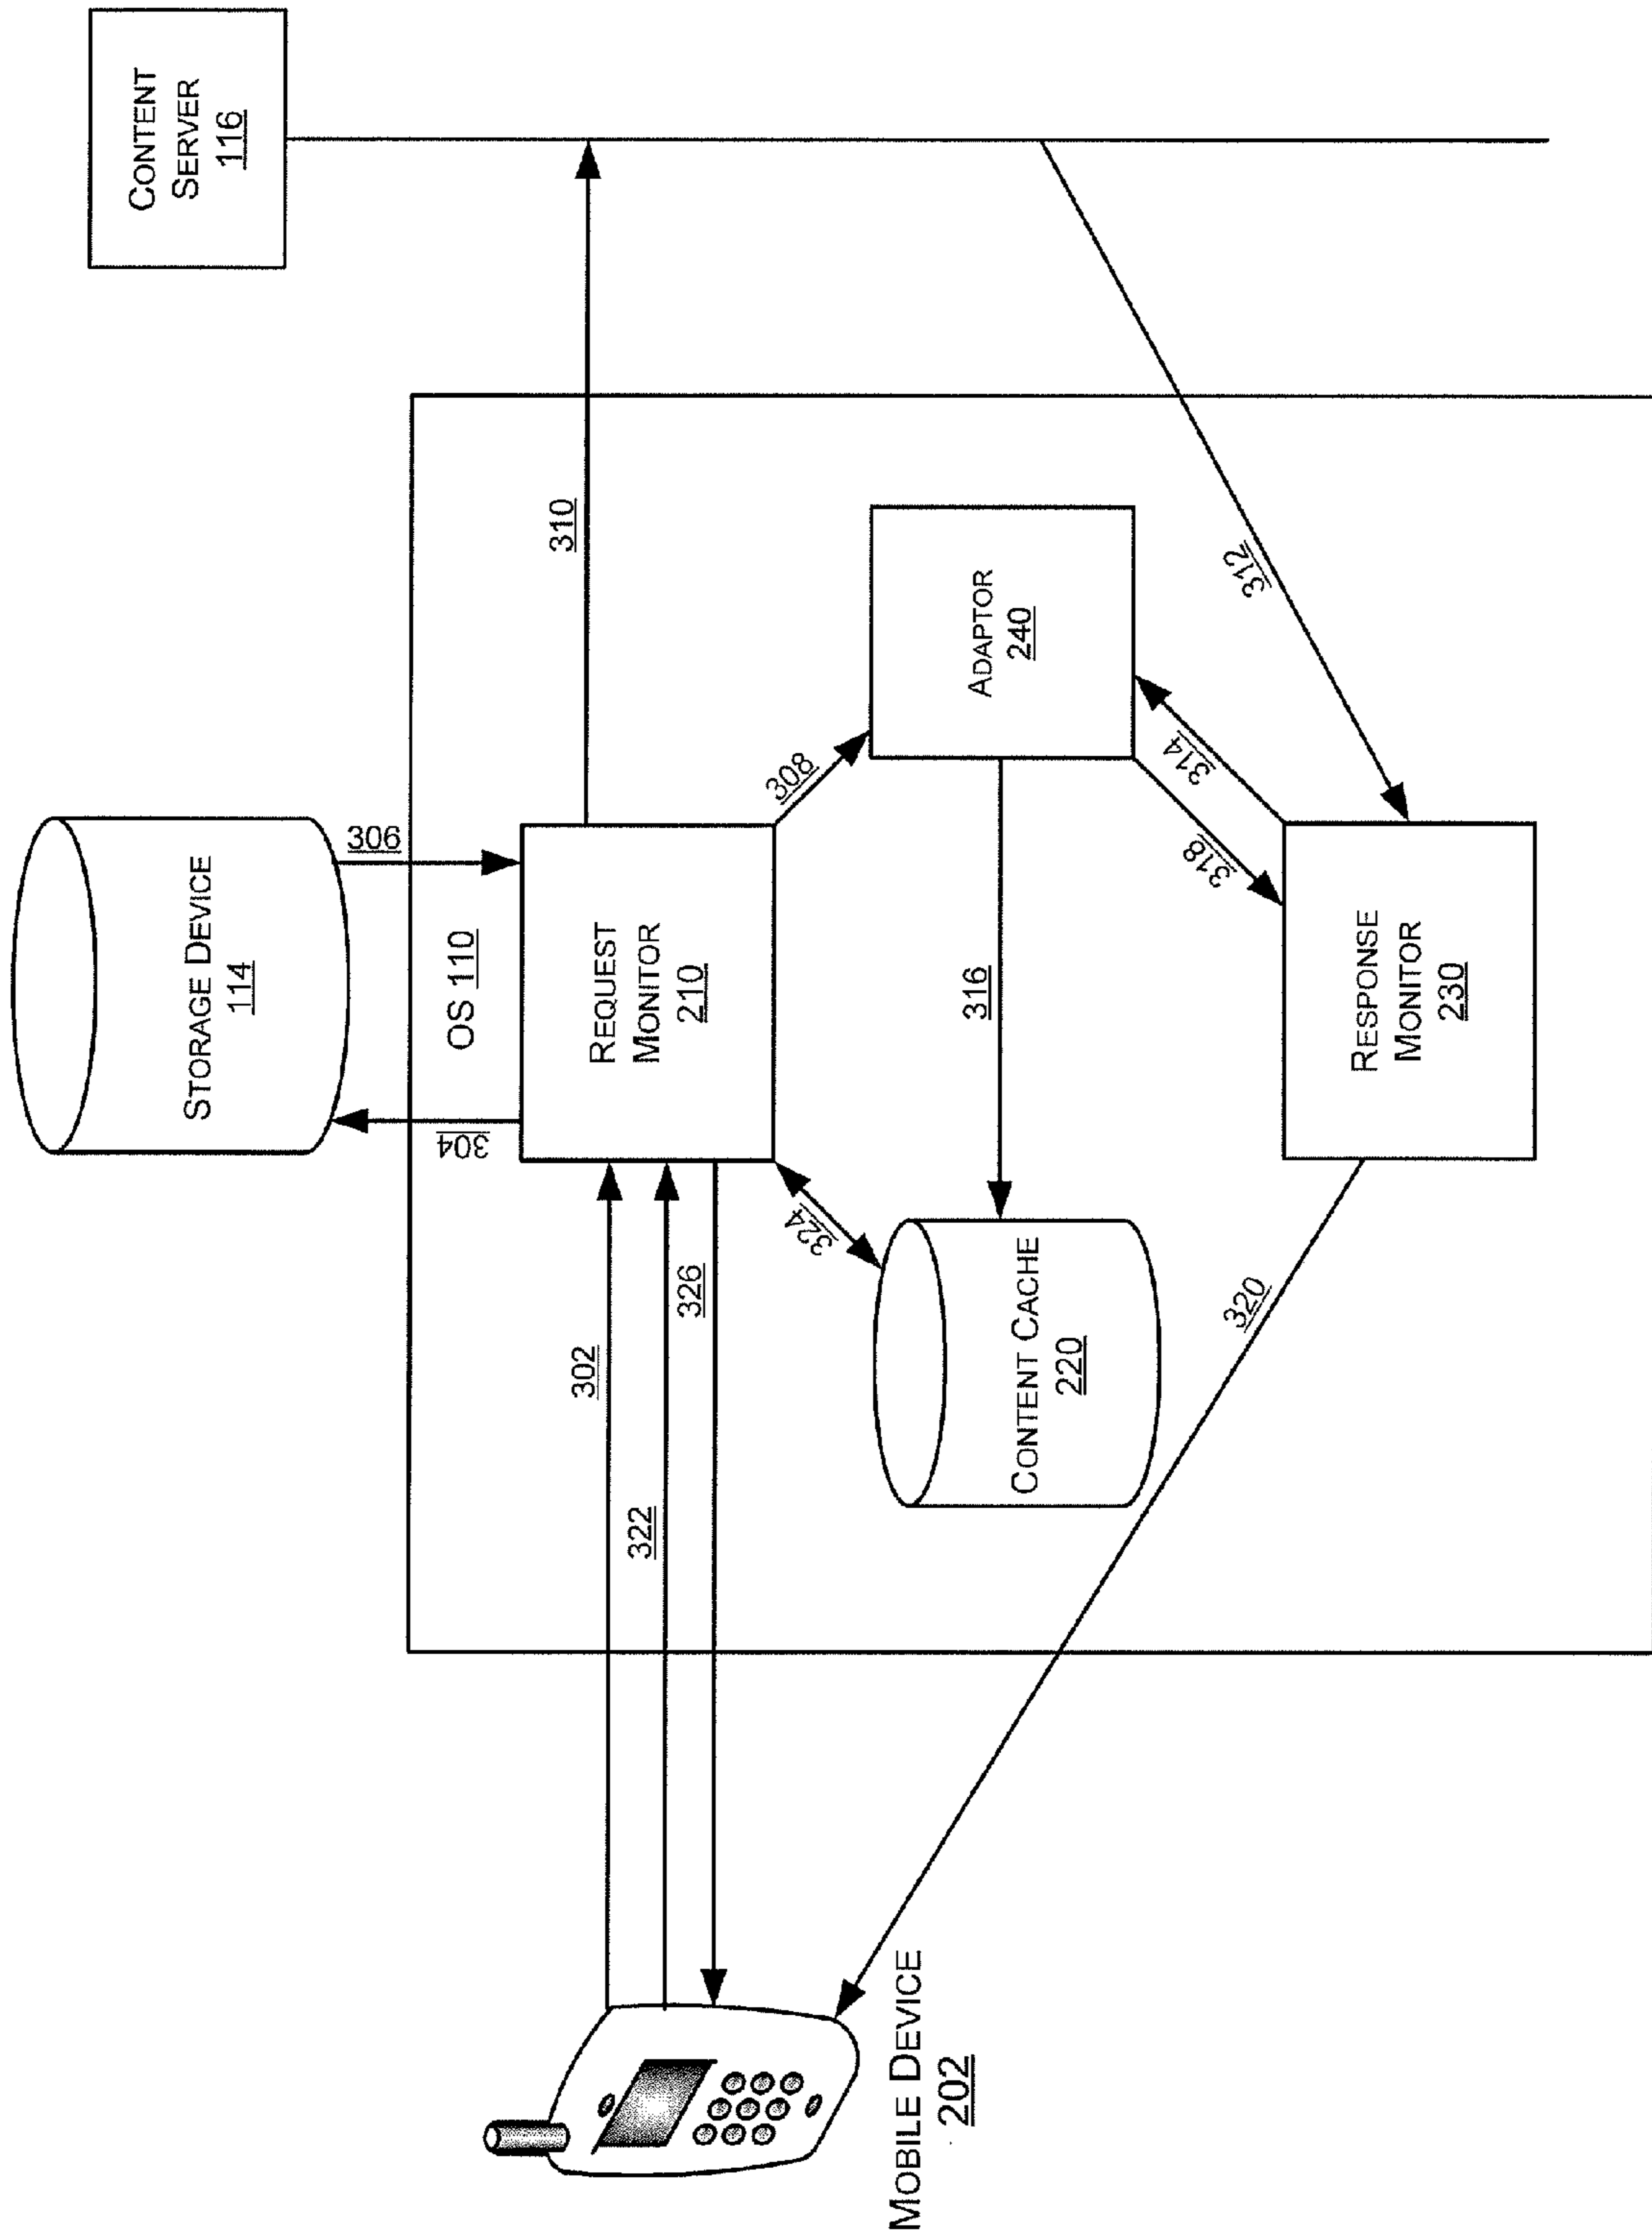 CONTENT
SERVER
116
STORAGE DEVICE
114
306
304
OS 110
310
REQUEST
MONITOR
210
302
322
326
308
324
ADAPTOR
240
316
CONTENT CACHE
220
312
314
318
RESPONSE
MONITOR
230
320
MOBILE DEVICE
202